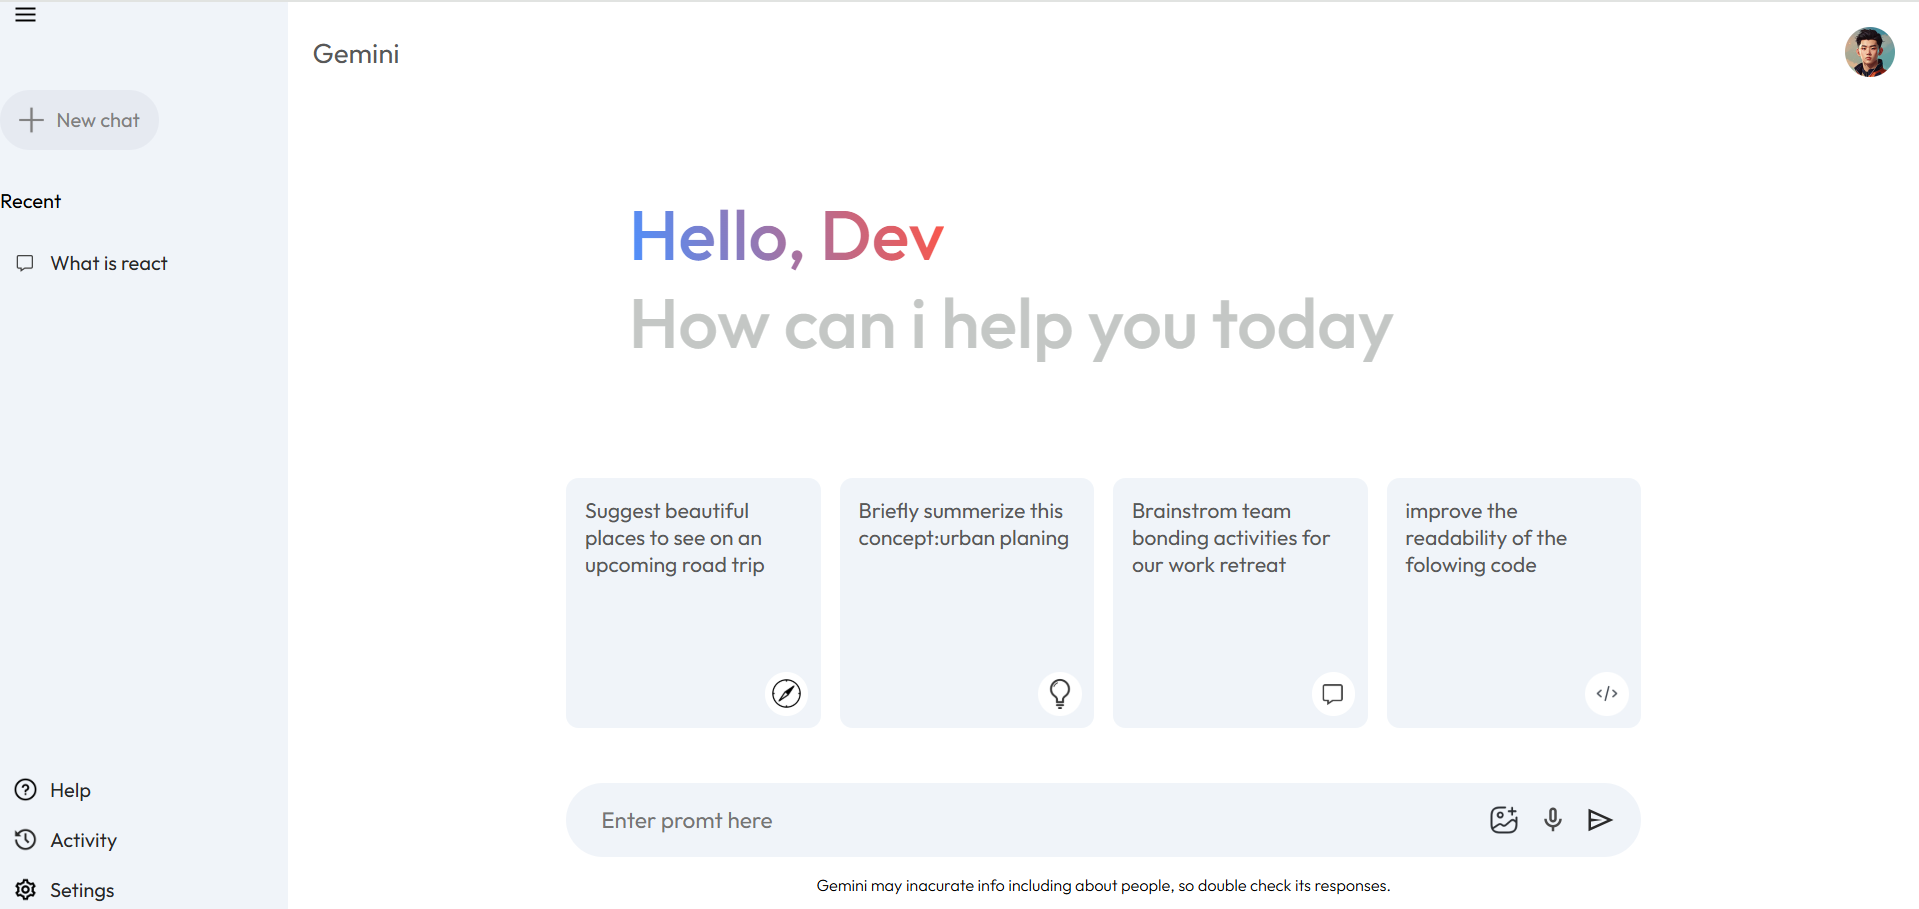 Gemini
New chat
Recent
What is react
Hello, Dev
How can i help you today
Suggest beautiful
places to see on an
upcoming road trip
Briefly summerize this
concept:urban planing
Brainstrom team
bonding activities for
our work retreat
improve the
readability of the
folowing code
</>
Help
Activity
Setings
Enter promt here
Gemini may inacurate info including about people, so double check its responses.